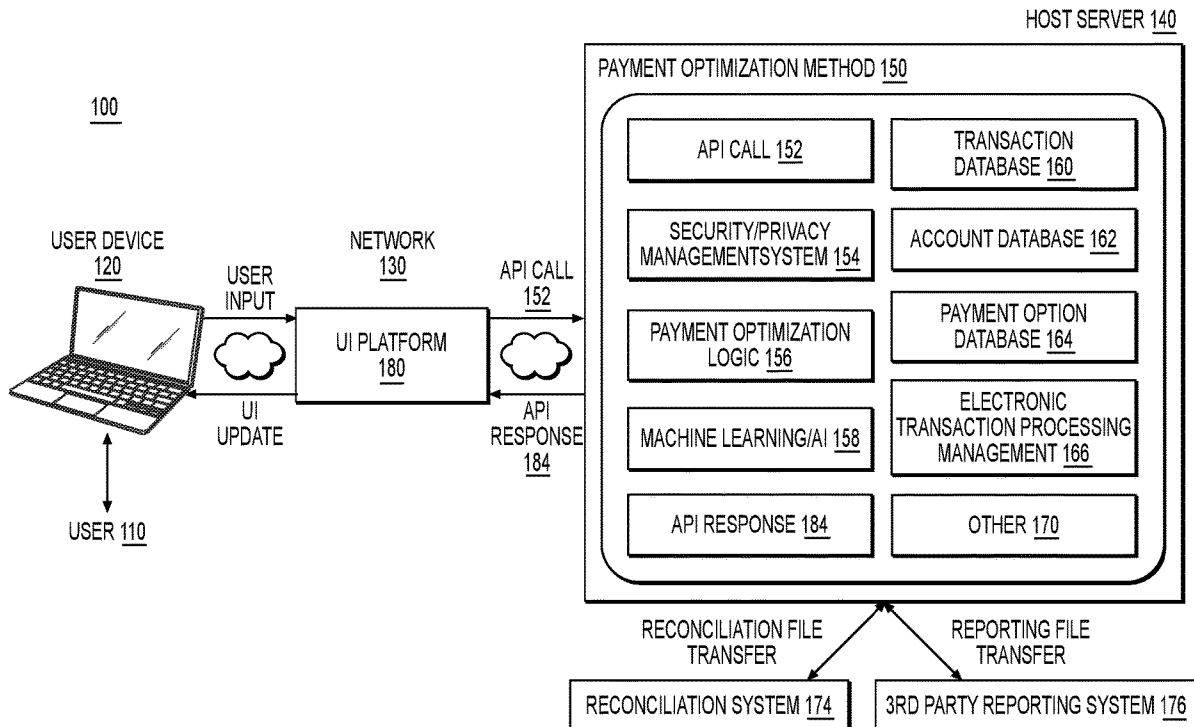 HOST SERVER 140
PAYMENT OPTIMIZATION METHOD 150
100
API CALL 152
TRANSACTION
DATABASE 160
SECURITY/PRIVACY
MANAGEMENTSYSTEM 154
ACCOUNT DATABASE 162
USER DEVICE
120
NETWORK
130
USER
INPUT
API CALL
152
UI PLATFORM
180
UI
UPDATE
API
RESPONSE
184
PAYMENT OPTIMIZATION
LOGIC 156
PAYMENT OPTION
DATABASE 164
MACHINE LEARNING/AI 158
ELECTRONIC
TRANSACTION PROCESSING
MANAGEMENT 166
API RESPONSE 184
OTHER 170
USER 110
RECONCILIATION FILE
TRANSFER
REPORTING FILE
TRANSFER
RECONCILIATION SYSTEM 174
3RD PARTY REPORTING SYSTEM 176